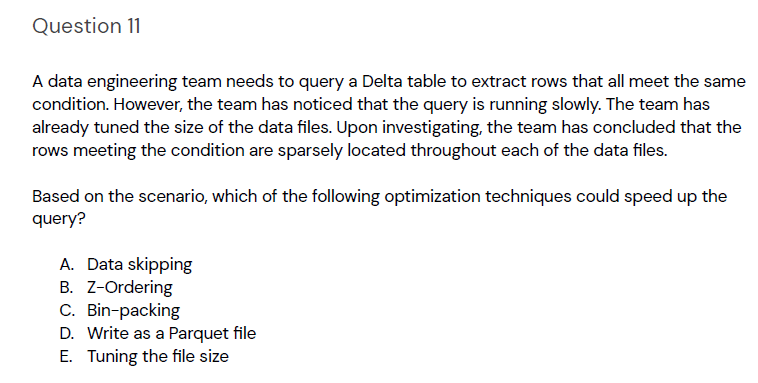 Question 11
A data engineering team needs to query a Delta table to extract rows that all meet the same
condition. However, the team has noticed that the query is running slowly. The team has
already tuned the size of the data files. Upon investigating, the team has concluded that the
rows meeting the condition are sparsely located throughout each of the data files.
Based on the scenario, which of the following optimization techniques could speed up the
query?
A. Data skipping
B. Z-Ordering
C. Bin-packing
D. Write as a Parquet file
E. Tuning the file size